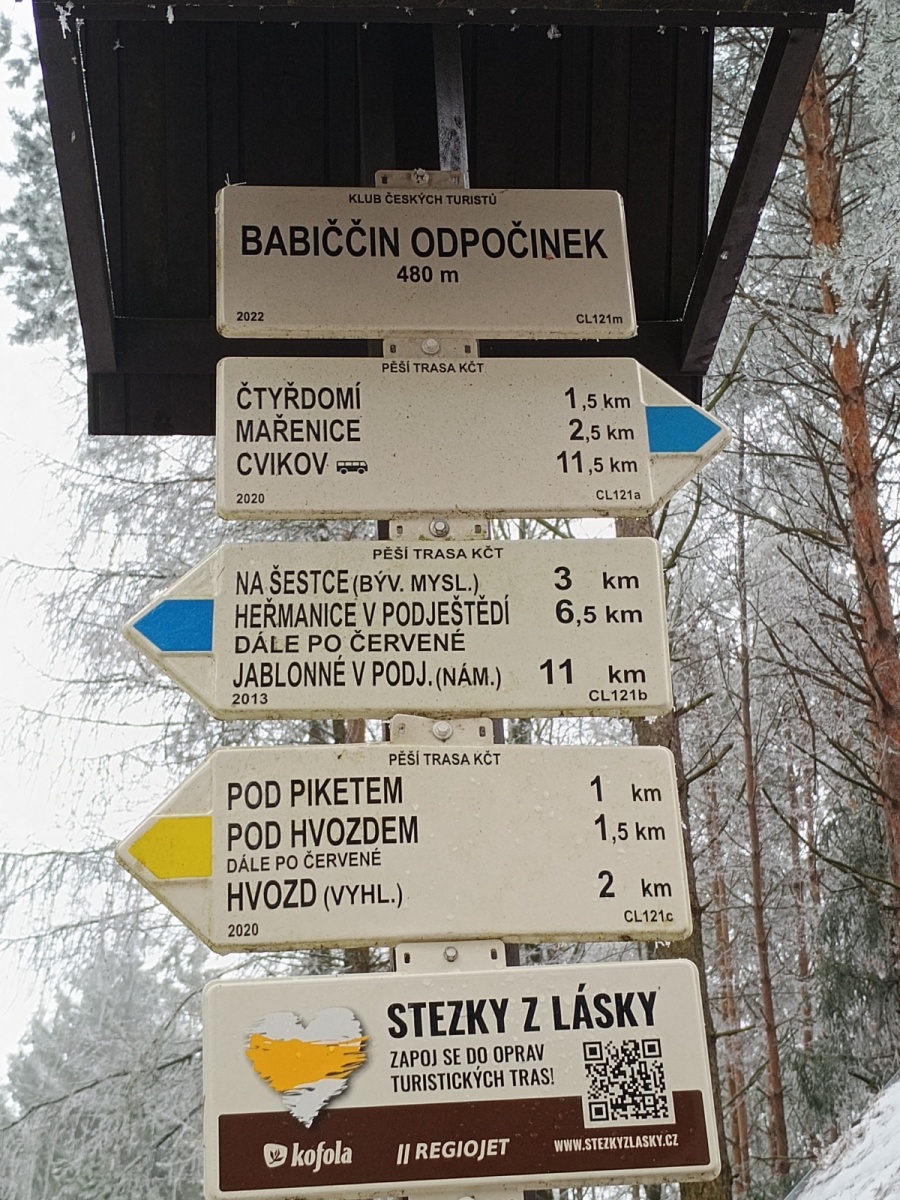 KLUB ČESKÝCH TURISTŮ
BABIČČIN ODPOČINEK
480 m
2022 CL121m
PĚŠÍ TRASA KČT
ČTYŘDOMÍ 1,5 km
MAŘENICE 2,5 km
CVIKOV 11,5 km
2020 CL121a
PĚŠÍ TRASA KČT
NA ŠESTCE (BÝV. MYSL.) 3 km
HEŘMANICE V PODJEŠTĚDÍ 6,5 km
DÁLE PO ČERVENÉ
JABLONNÉ V PODJ. (NÁM.) 11 km
2013 CL121b
PĚŠÍ TRASA KČT
POD PIKETEM 1 km
POD HVOZDEM 1,5 km
DÁLE PO ČERVENÉ
HVOZD (VYHL.) 2 km
2020 CL121c
STEZKY Z LÁSKY
ZAPOJ SE DO OPRAV
TURISTICKÝCH TRAS!
kofola REGIOJET WWW.STEZKYZLASKY.CZ